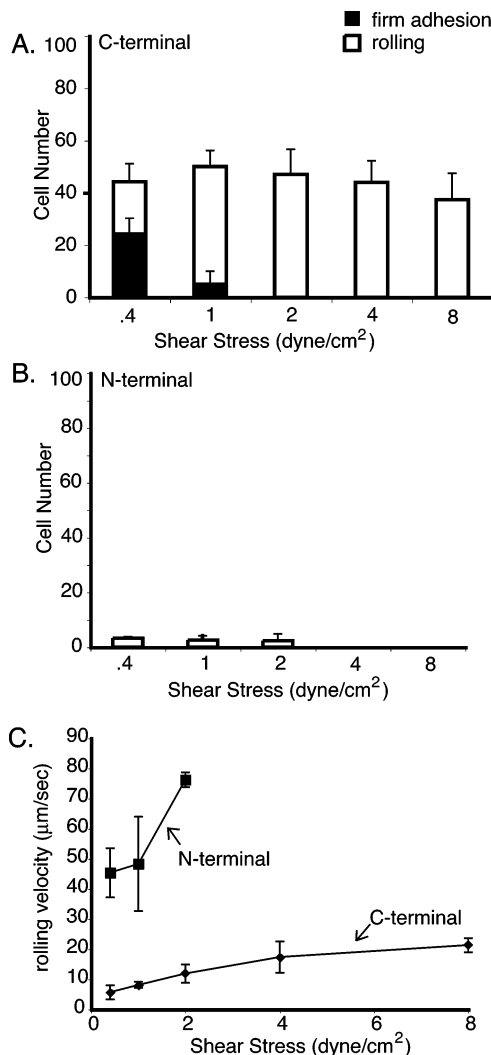 firm adhesion
rolling
A.
C-terminal
Cell Number
100
80
60
40
20
0
.4 1 2 4 8
Shear Stress (dyne/cm²)
B.
N-terminal
Cell Number
100
80
60
40
20
0
.4 1 2 4 8
Shear Stress (dyne/cm²)
C.
rolling velocity (µm/sec)
90
80
70
60
50
40
30
20
10
0
N-terminal
C-terminal
0 2 4 6 8
Shear Stress (dyne/cm²)